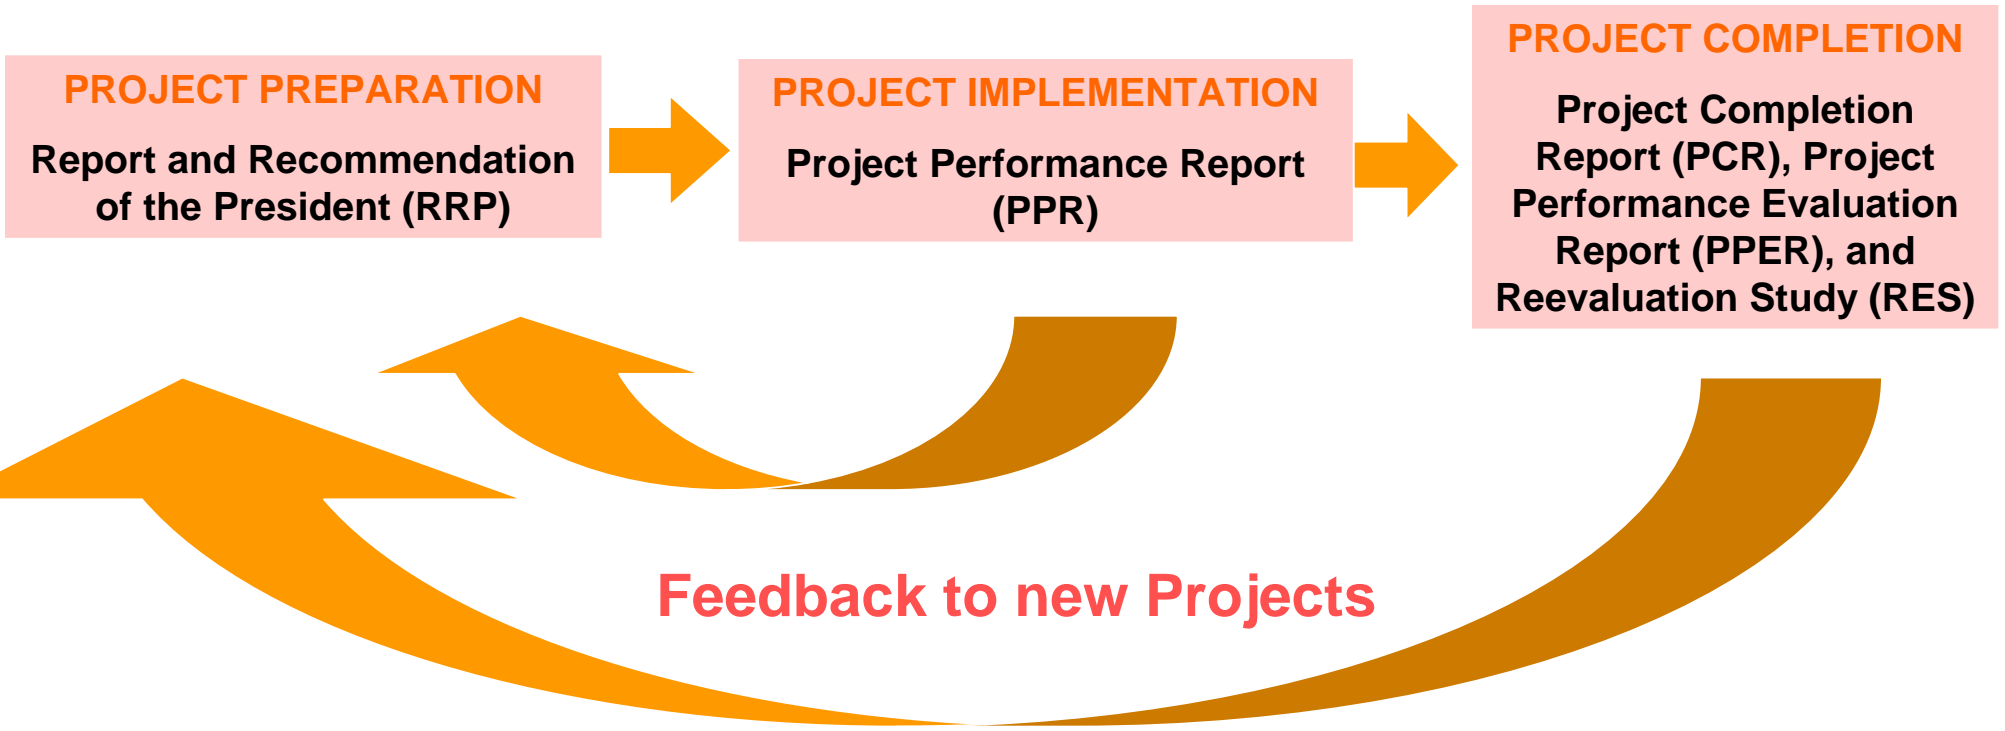 PROJECT PREPARATION
Report and Recommendation
of the President (RRP)
PROJECT IMPLEMENTATION
Project Performance Report
(PPR)
PROJECT COMPLETION
Project Completion
Report (PCR), Project
Performance Evaluation
Report (PPER), and
Reevaluation Study (RES)
Feedback to new Projects